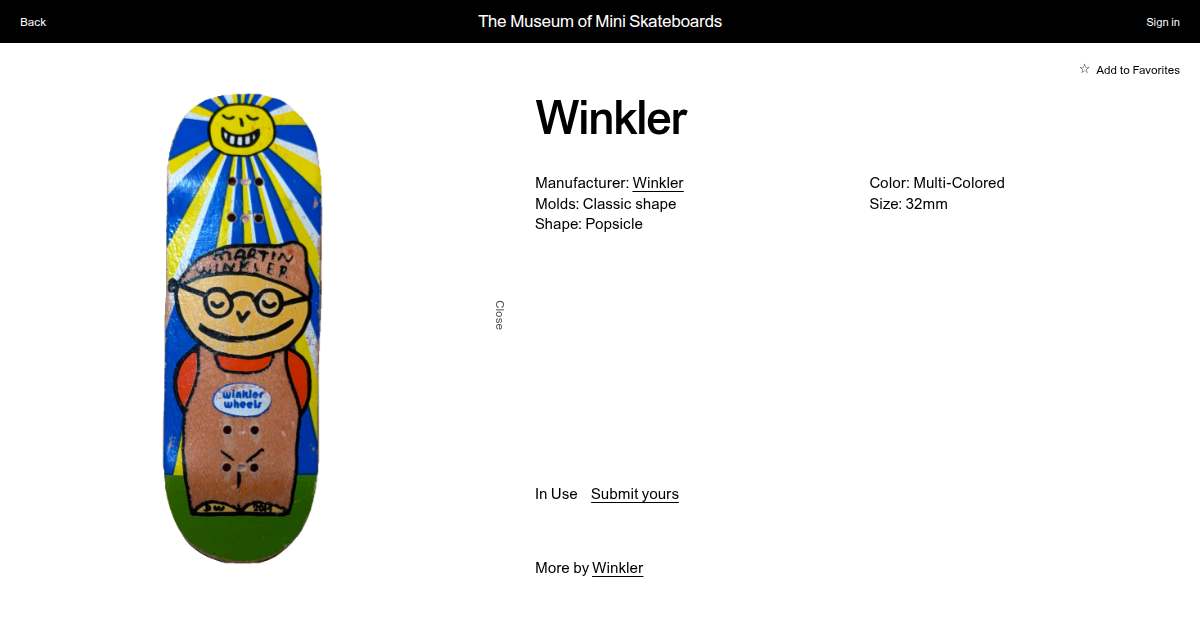 Back
The Museum of Mini Skateboards
Sign in
☆ Add to Favorites
Winkler
Manufacturer: Winkler
Molds: Classic shape
Shape: Popsicle
Color: Multi-Colored
Size: 32mm
MARTIN
WINKLER
Close
winkler
wheels
In Use Submit yours
More by Winkler